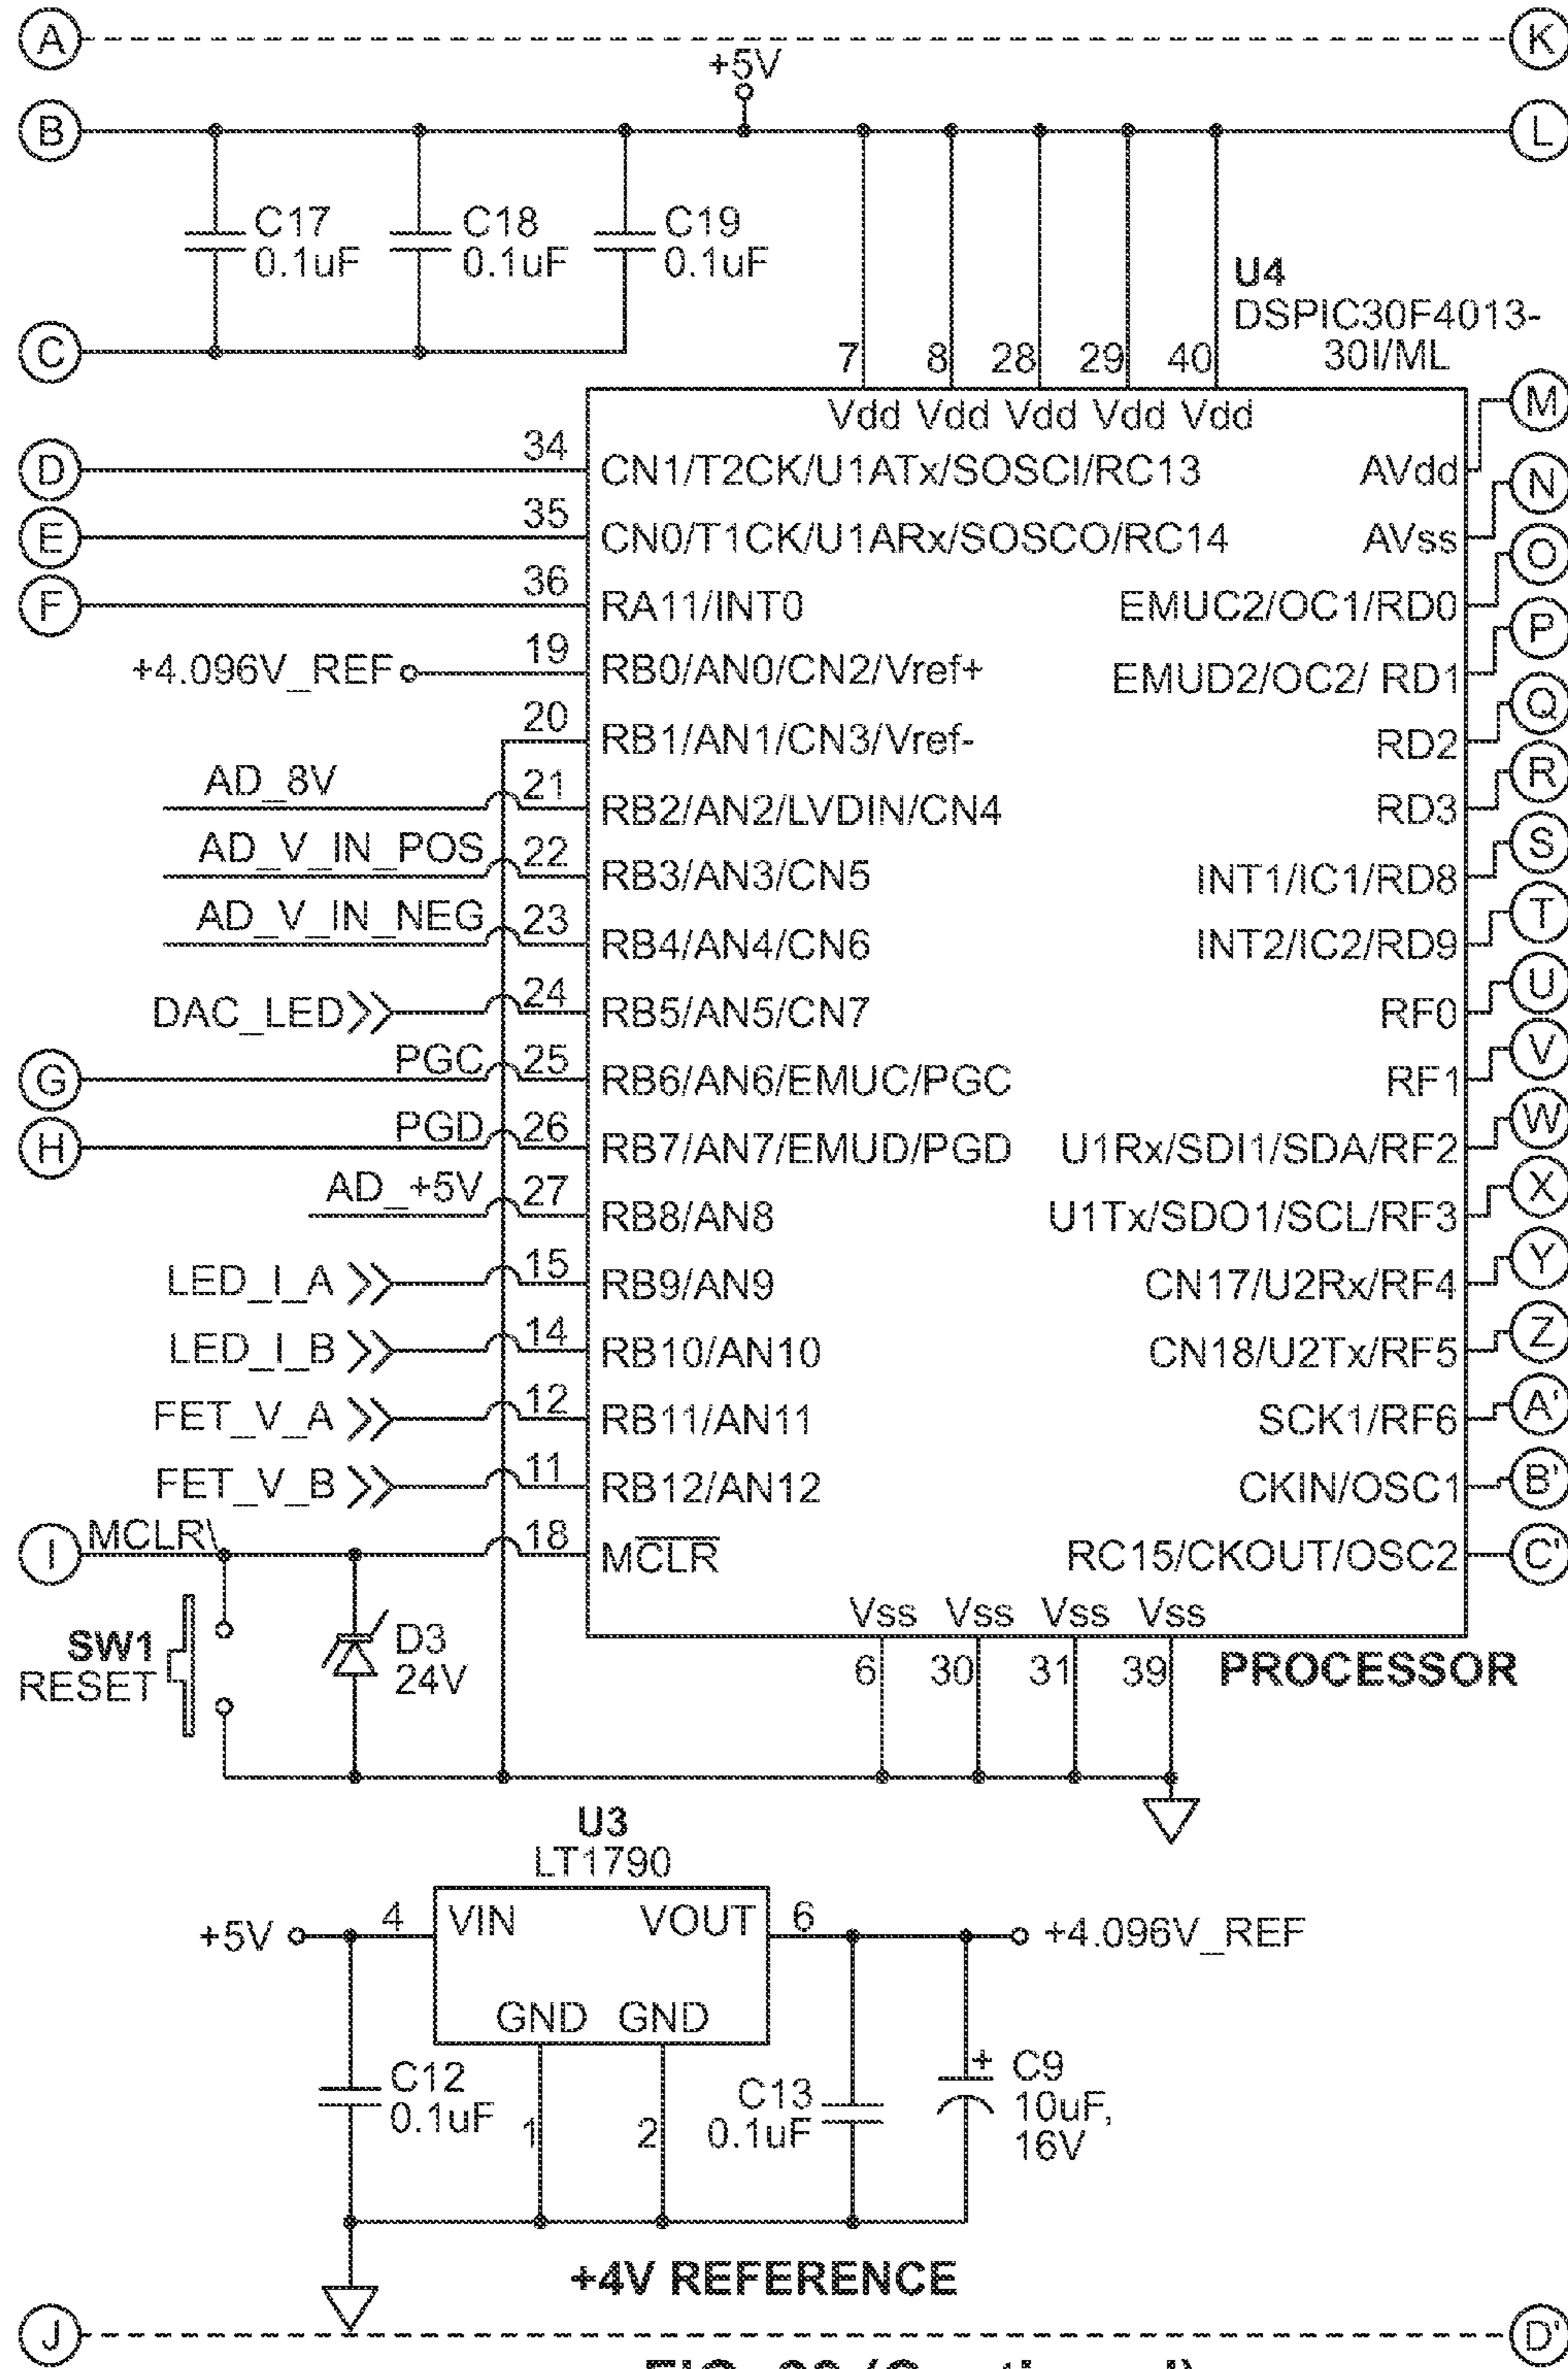 A K
+5V
B L
C17 C18 C19
0.1uF 0.1uF 0.1uF
U4
DSPIC30F4013-
30I/ML
C
7 8 28 29 40
Vdd Vdd Vdd Vdd Vdd
M
D 34 CN1/T2CK/U1ATx/SOSCI/RC13 AVdd
N
E 35 CN0/T1CK/U1ARx/SOSCO/RC14 AVss
O
F 36 RA11/INT0 EMUC2/OC1/RD0
P
+4.096V_REF 19 RB0/AN0/CN2/Vref+ EMUD2/OC2/ RD1
Q
20 RB1/AN1/CN3/Vref- RD2
R
AD_8V 21 RB2/AN2/LVDIN/CN4 RD3
S
AD_V_IN_POS 22 RB3/AN3/CN5 INT1/IC1/RD8
T
AD_V_IN_NEG 23 RB4/AN4/CN6 INT2/IC2/RD9
U
DAC_LED 24 RB5/AN5/CN7 RF0
V
G PGC 25 RB6/AN6/EMUC/PGC RF1
W
H PGD 26 RB7/AN7/EMUD/PGD U1Rx/SDI1/SDA/RF2
X
AD_+5V 27 RB8/AN8 U1Tx/SDO1/SCL/RF3
Y
LED_I_A 15 RB9/AN9 CN17/U2Rx/RF4
Z
LED_I_B 14 RB10/AN10 CN18/U2Tx/RF5
A'
FET_V_A 12 RB11/AN11 SCK1/RF6
B'
FET_V_B 11 RB12/AN12 CKIN/OSC1
I MCLR\ 18 MCLR RC15/CKOUT/OSC2 C'
Vss Vss Vss Vss
SW1
RESET
D3
24V
6 30 31 39
PROCESSOR
U3
LT1790
+5V 4 VIN VOUT 6 +4.096V_REF
GND GND
C12
0.1uF
1 2
C13
0.1uF
+ C9
10uF,
16V
+4V REFERENCE
J D'